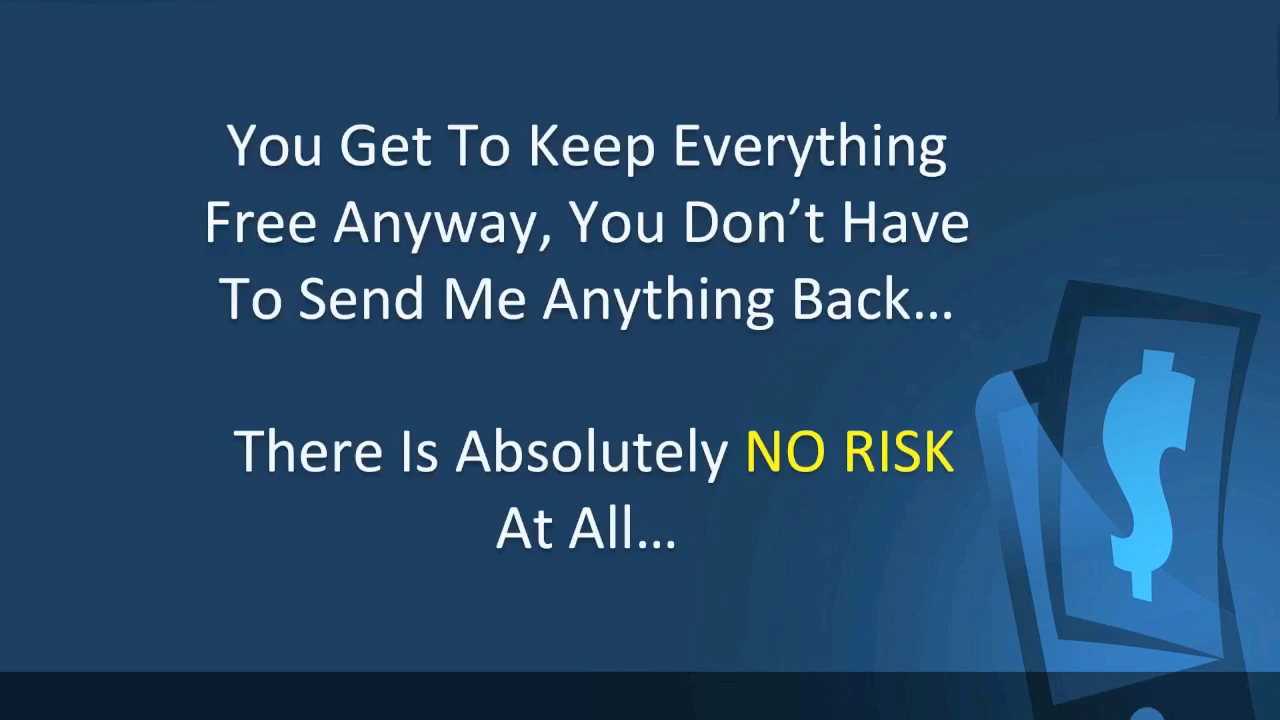 You Get To Keep Everything
Free Anyway, You Don’t Have
To Send Me Anything Back…
There Is Absolutely NO RISK
At All…
$